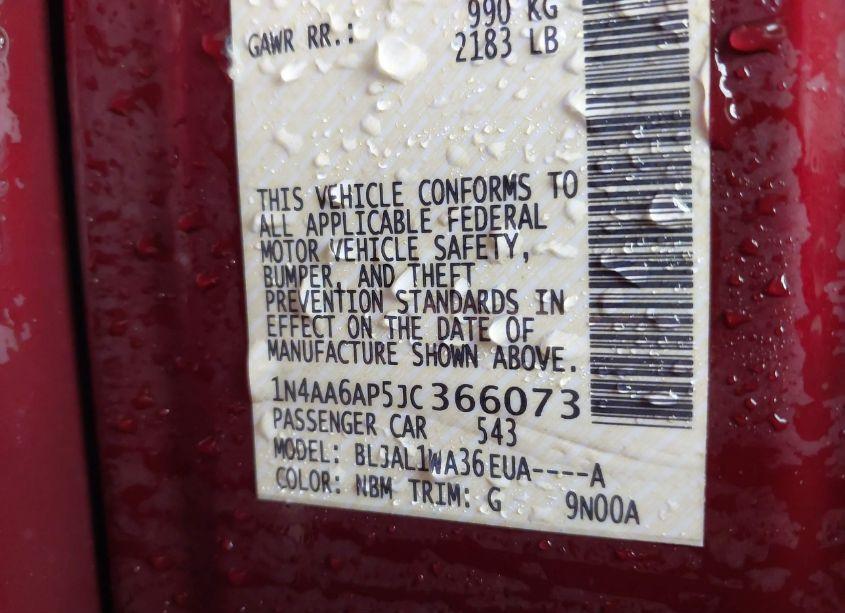 990 KG
GAWR RR.: 2183 LB
THIS VEHICLE CONFORMS TO
ALL APPLICABLE FEDERAL
MOTOR VEHICLE SAFETY,
BUMPER, AND THEFT
PREVENTION STANDARDS IN
EFFECT ON THE DATE OF
MANUFACTURE SHOWN ABOVE.
1N4AA6AP5JC366073
PASSENGER CAR 543
MODEL: BLJAL1WA36EUA----A
COLOR: NBM TRIM: G 9N00A